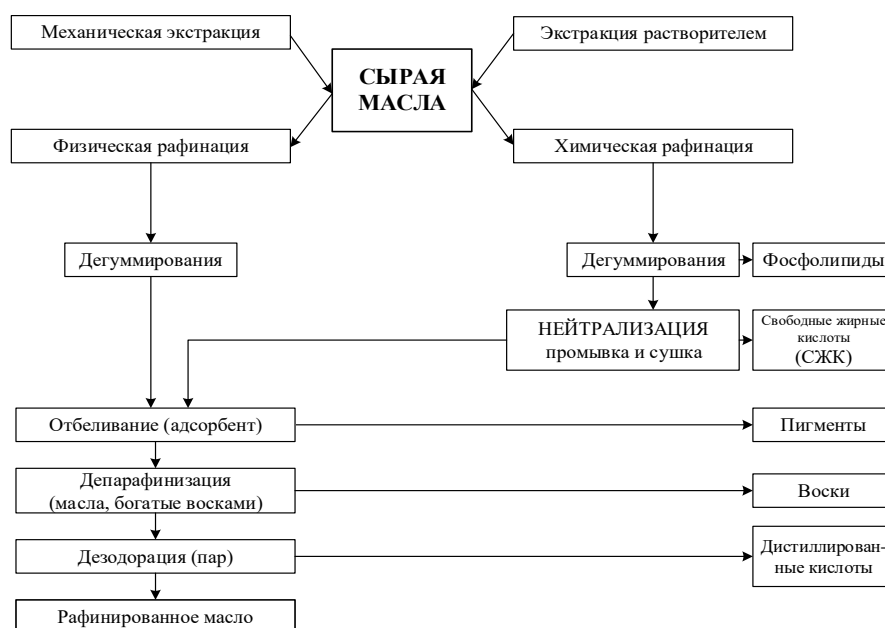 Механическая экстракция
Экстракция растворителем
СЫРАЯ
МАСЛА
Физическая рафинация
Химическая рафинация
Дегуммирования
Дегуммирования
Фосфолипиды
НЕЙТРАЛИЗАЦИЯ
промывка и сушка
Свободные жирные
кислоты
(СЖК)
Отбеливание (адсорбент)
Пигменты
Депарафинизация
(масла, богатые восками)
Воски
Дезодорация (пар)
Дистиллирован-
ные кислоты
Рафинированное масло